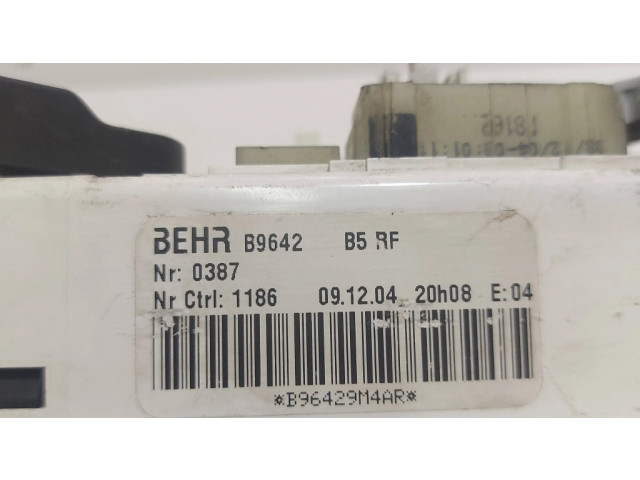 BEHR B9642 B5 RF
Nr: 0387
Nr Ctrl: 1186 09.12.04 20h08 E:04
*B96429M4AR*